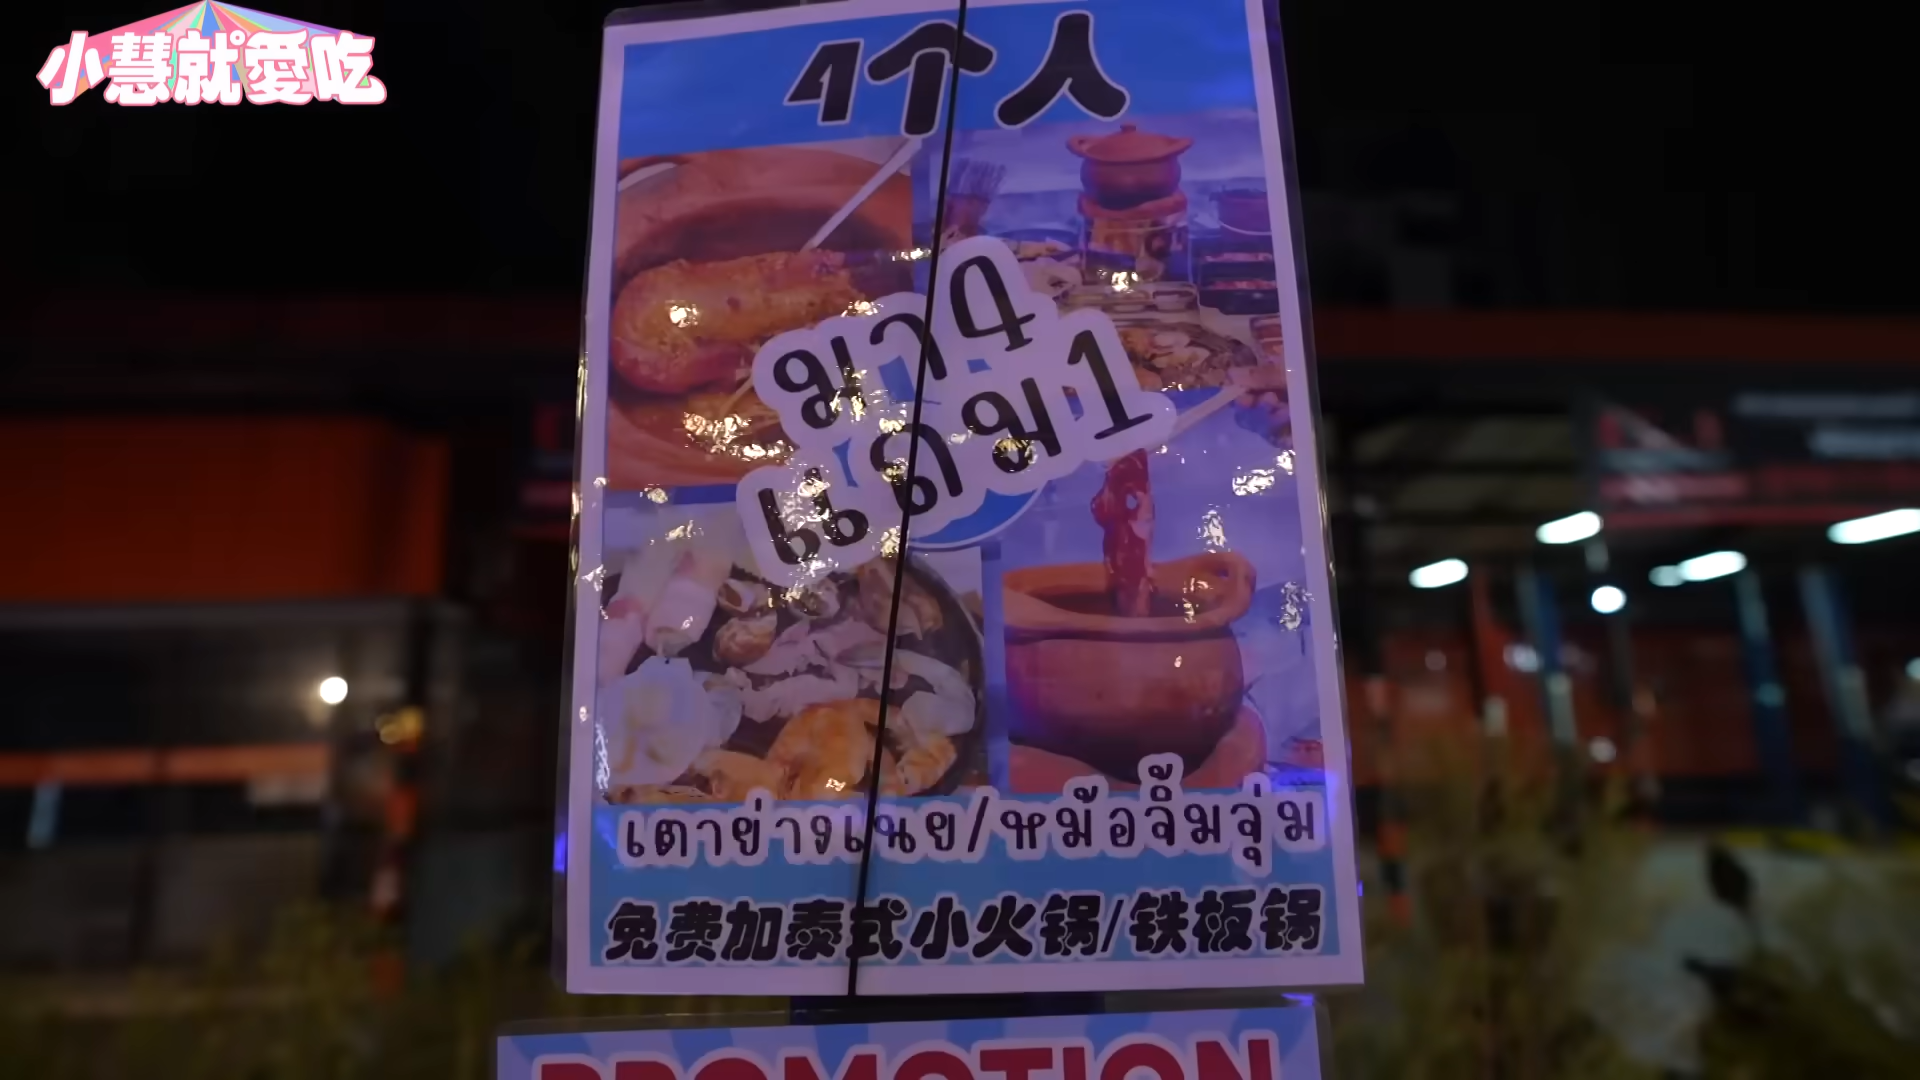 小慧就愛吃
4个人
มา4
แถม1
เตาย่างเนย/หม้อจิ้มจุ่ม
免费加泰式小火锅/铁板锅
PROMOTION